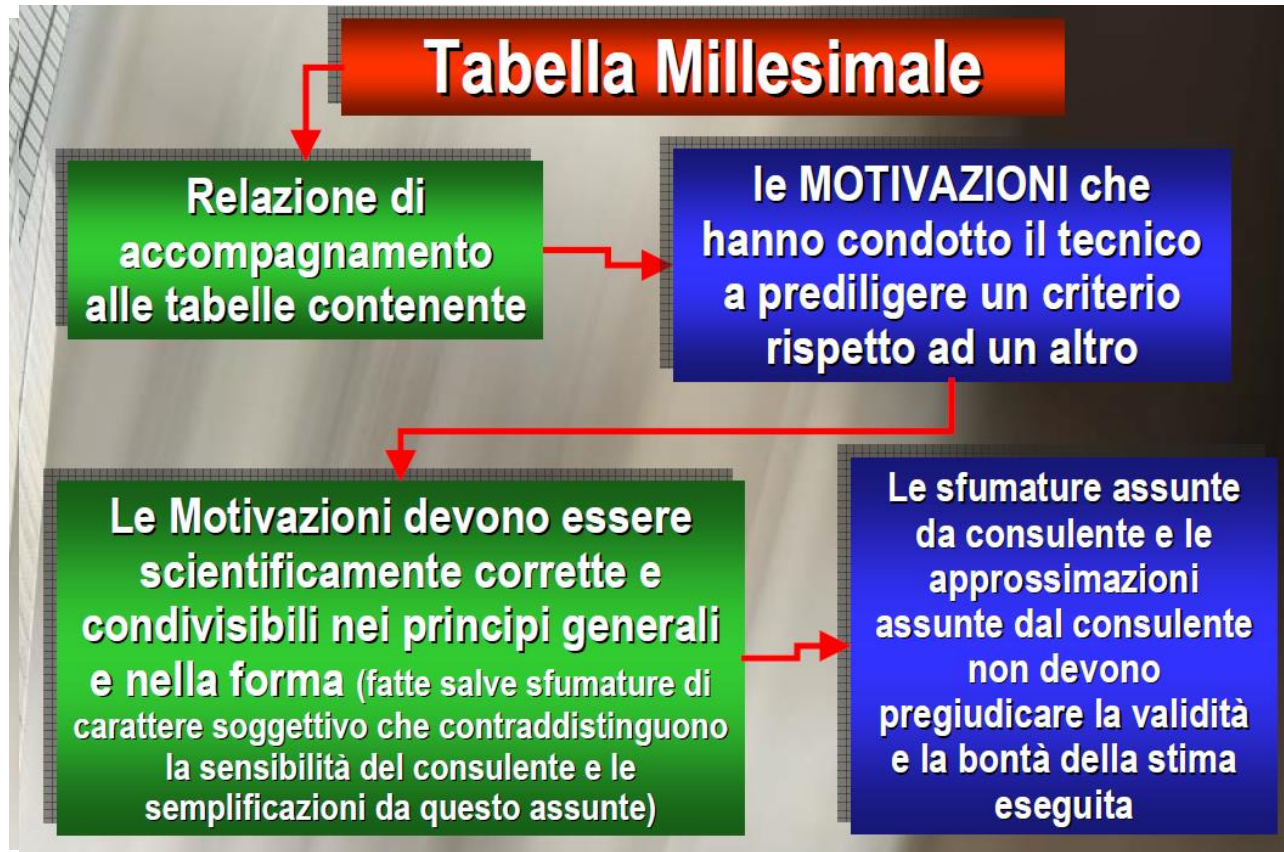 Tabella Millesimale
Relazione di
accompagnamento
alle tabelle contenente
le MOTIVAZIONI che
hanno condotto il tecnico
a prediligere un criterio
rispetto ad un altro
Le Motivazioni devono essere
scientificamente corrette e
condivisibili nei principi generali
e nella forma (fatte salve sfumature di
carattere soggettivo che contraddistinguono
la sensibilità del consulente e le
semplificazioni da questo assunte)
Le sfumature assunte
da consulente e le
approssimazioni
assunte dal consulente
non devono
pregiudicare la validità
e la bontà della stima
eseguita